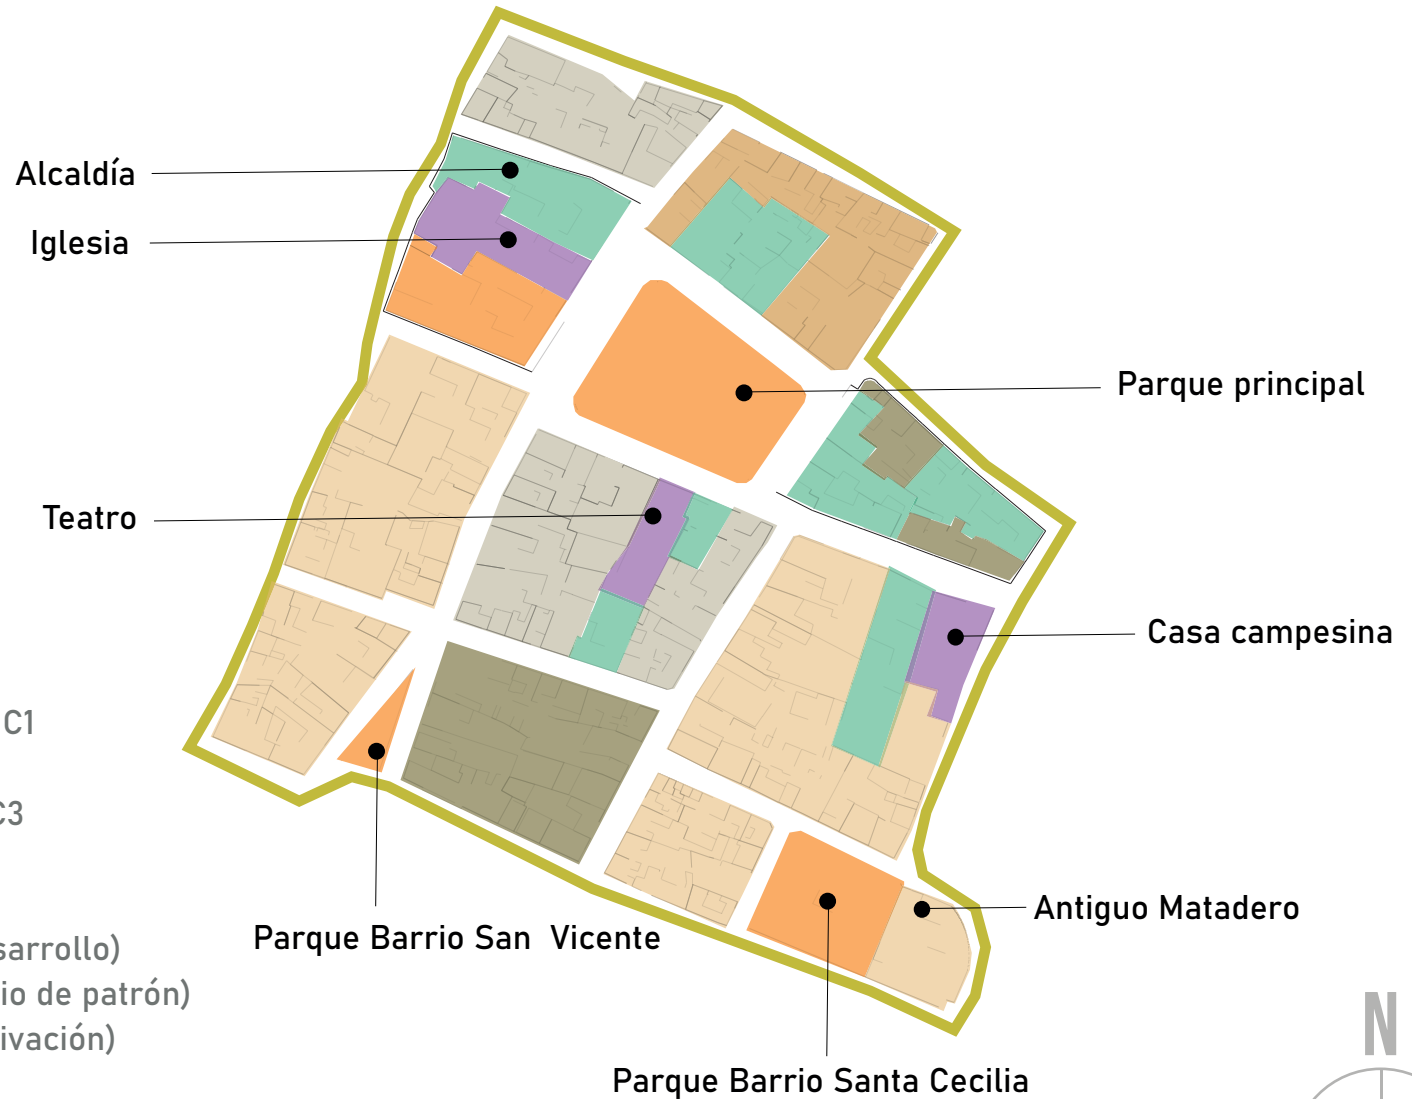 Alcaldía
Iglesia
Parque principal
Teatro
Casa campesina
C1
C3
Antiguo Matadero
Parque Barrio San Vicente
sarrollo)
io de patrón)
ivación)
N
Parque Barrio Santa Cecilia